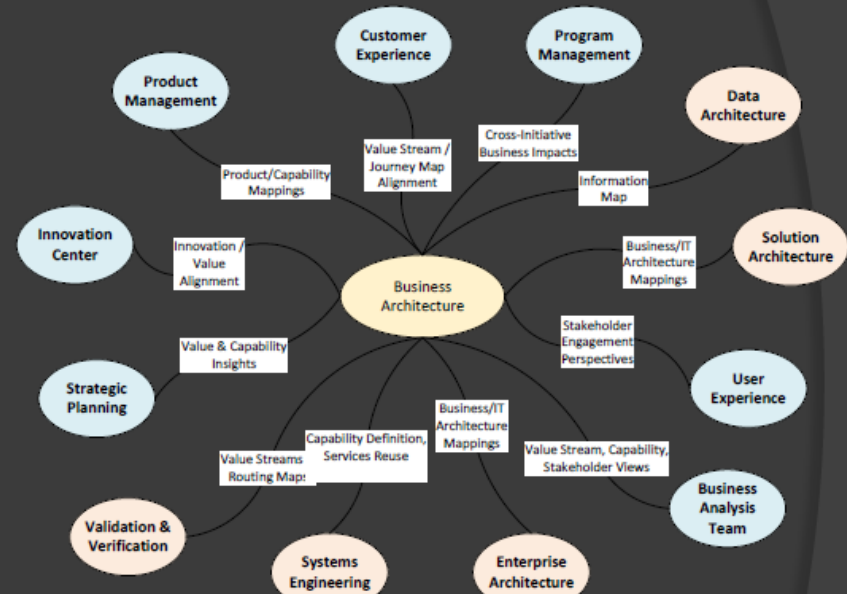 Customer
Experience
Program
Management
Product
Management
Data
Architecture
Value Stream /
Journey Map
Alignment
Cross-Initiative
Business Impacts
Product/Capability
Mappings
Information
Map
Innovation
Center
Innovation /
Value
Alignment
Business/IT
Architecture
Mappings
Solution
Architecture
Business
Architecture
Stakeholder
Engagement
Perspectives
Value & Capability
Insights
Strategic
Planning
User
Experience
Business/IT
Architecture
Mappings
Capability Definition,
Services Reuse
Value Streams
Routing Maps
Value Stream, Capability,
Stakeholder Views
Business
Analysis
Team
Validation &
Verification
Systems
Engineering
Enterprise
Architecture